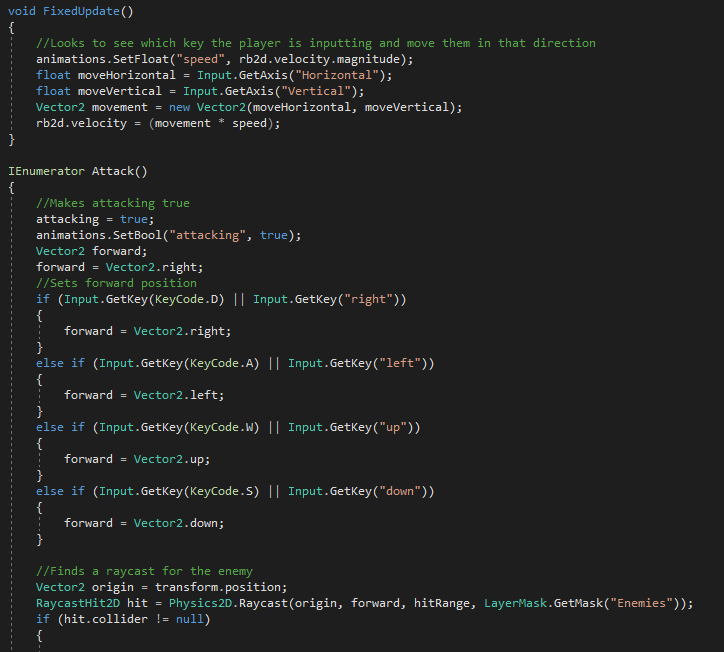 void FixedUpdate()
{
//Looks to see which key the player is inputting and move them in that direction
animations.SetFloat("speed", rb2d.velocity.magnitude);
float moveHorizontal = Input.GetAxis("Horizontal");
float moveVertical = Input.GetAxis("Vertical");
Vector2 movement = new Vector2(moveHorizontal, moveVertical);
rb2d.velocity = (movement * speed);
}
IEnumerator Attack()
{
//Makes attacking true
attacking = true;
animations.SetBool("attacking", true);
Vector2 forward;
forward = Vector2.right;
//Sets forward position
if (Input.GetKey(KeyCode.D) || Input.GetKey("right"))
{
forward = Vector2.right;
}
else if (Input.GetKey(KeyCode.A) || Input.GetKey("left"))
{
forward = Vector2.left;
}
else if (Input.GetKey(KeyCode.W) || Input.GetKey("up"))
{
forward = Vector2.up;
}
else if (Input.GetKey(KeyCode.S) || Input.GetKey("down"))
{
forward = Vector2.down;
}
//Finds a raycast for the enemy
Vector2 origin = transform.position;
RaycastHit2D hit = Physics2D.Raycast(origin, forward, hitRange, LayerMask.GetMask("Enemies"));
if (hit.collider != null)
{